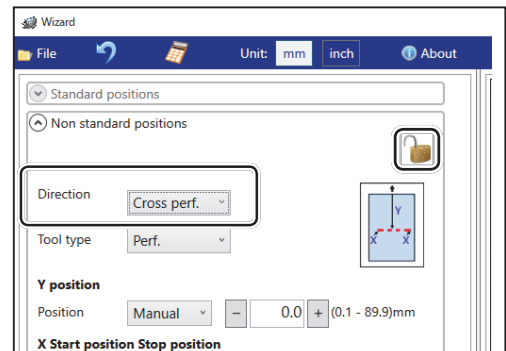 Wizard
File Unit: mm inch About
Standard positions
Non standard positions
Direction Cross perf.
Y
X X
Tool type Perf.
Y position
Position Manual − 0.0 + (0.1 - 89.9)mm
X Start position Stop position